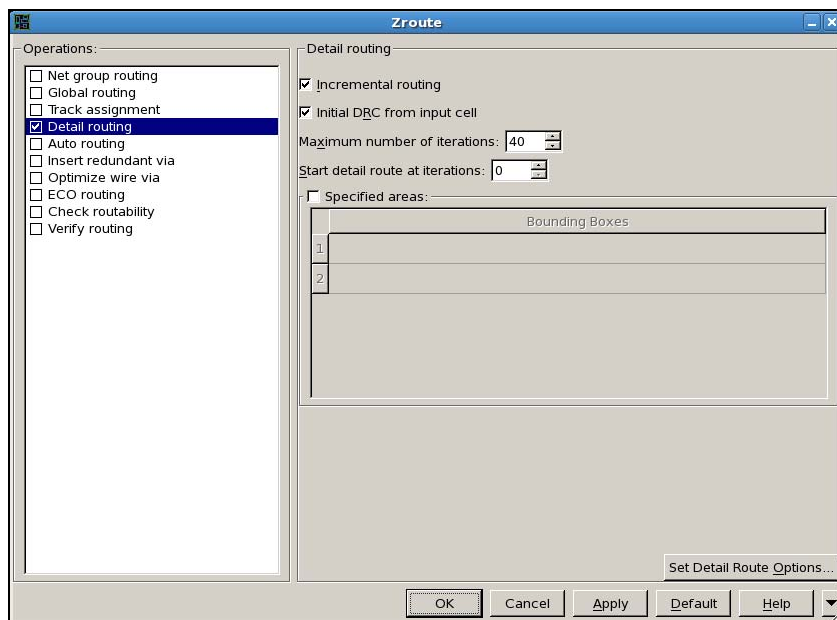 Zroute
Operations:
Net group routing
Global routing
Track assignment
Detail routing
Auto routing
Insert redundant via
Optimize wire via
ECO routing
Check routability
Verify routing
Detail routing
Incremental routing
Initial DRC from input cell
Maximum number of iterations: 40
Start detail route at iterations: 0
Specified areas:
Bounding Boxes
1
2
Set Detail Route Options...
OK Cancel Apply Default Help